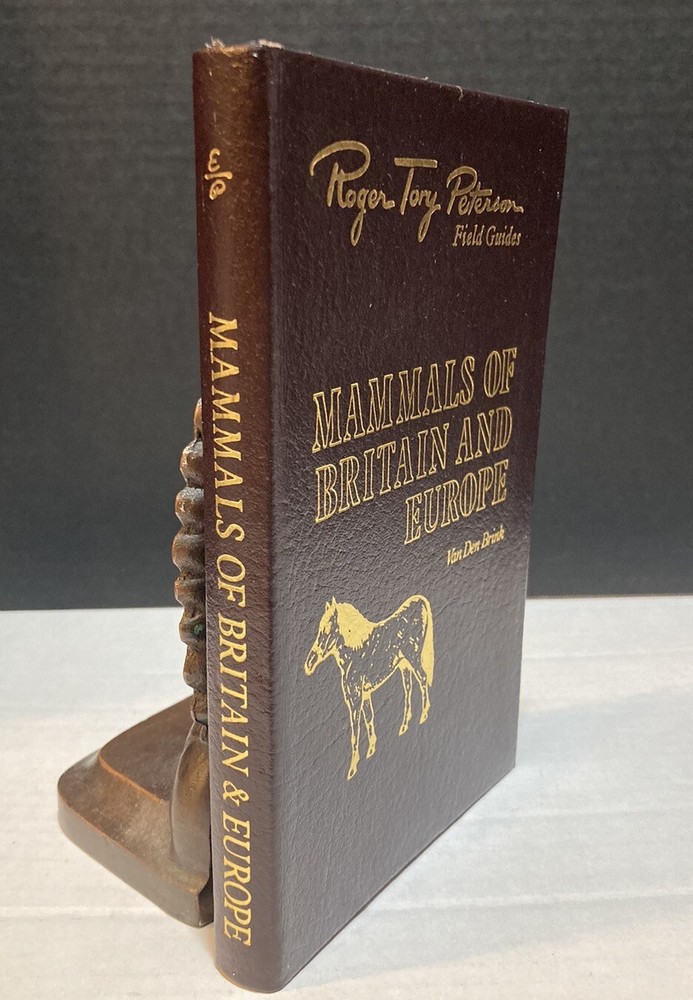 Roger Tory Peterson
Field Guides
MAMMALS OF
BRITAIN AND
EUROPE
Van Den Brink
MAMMALS OF BRITAIN & EUROPE